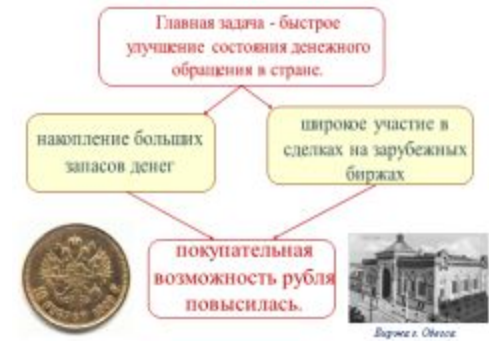 Главная задача - быстрое
улучшение состояния денежного
обращения в стране.
накопление больших
запасов денег
широкое участие в
сделках на зарубежных
биржах
покупательная
возможность рубля
повысилась.
Биржа г. Одесса